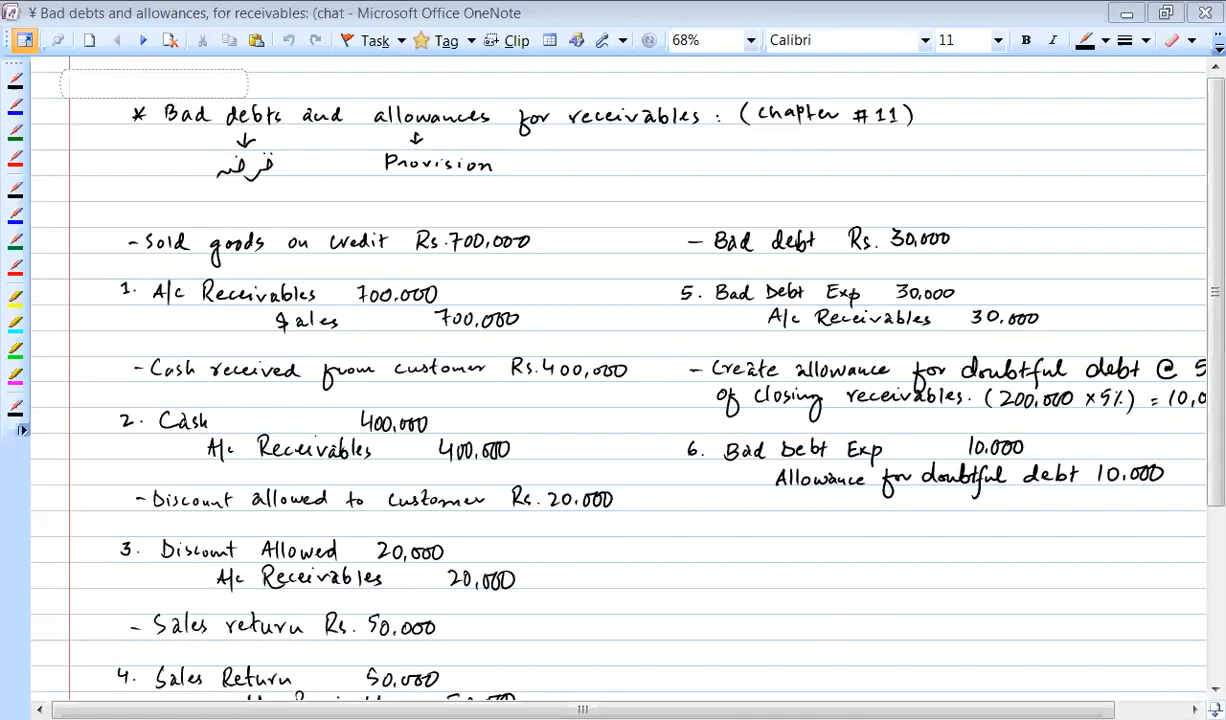 ¥ Bad debts and allowances, for receivables: (chat - Microsoft Office OneNote
Task Tag Clip 68% Calibri 11 B I
* Bad debts and allowances for receivables: (chapter #11)
قرضہ Provision
- Sold goods on credit Rs.700,000
1. A/c Receivables 700,000
Sales 700,000
- Cash received from customer Rs.400,000
2. Cash 400,000
A/c Receivables 400,000
- Discount allowed to customer Rs.20,000
3. Discount Allowed 20,000
A/c Receivables 20,000
- Sales return Rs.50,000
4. Sales Return 50,000
- Bad debt Rs.30,000
5. Bad Debt Exp 30,000
A/c Receivables 30,000
- Create allowance for doubtful debt @ 5
of closing receivables. (200,000 x5%) = 10,0
6. Bad Debt Exp 10,000
Allowance for doubtful debt 10,000